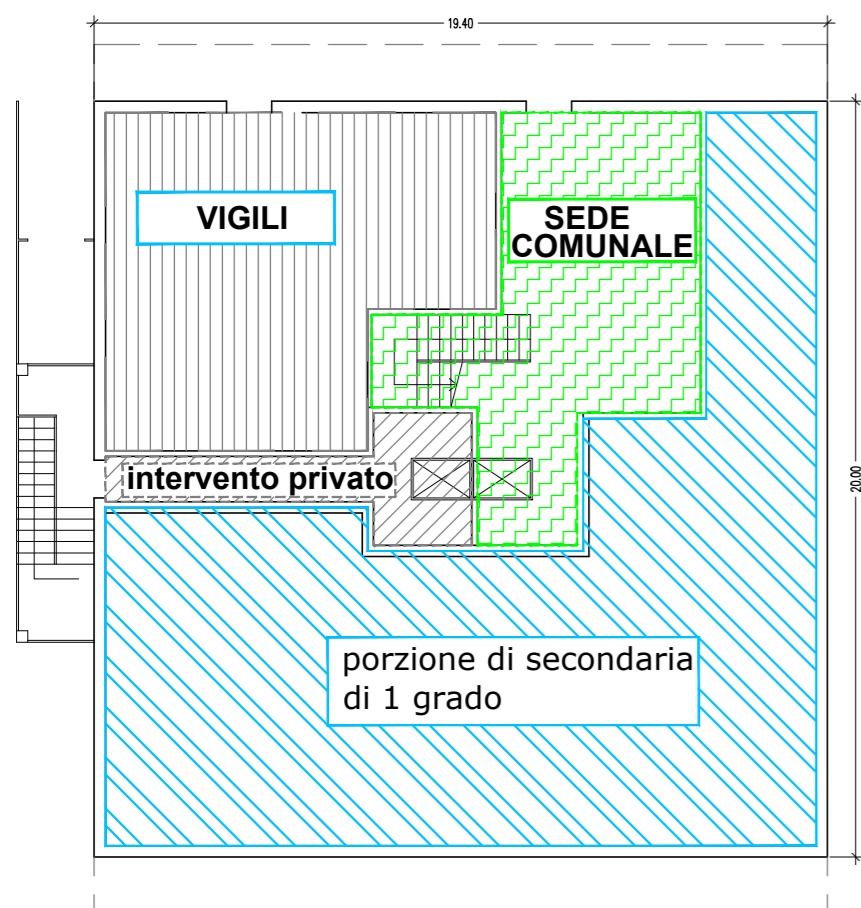 19.40
VIGILI
SEDE
COMUNALE
intervento privato
20.00
porzione di secondaria
di 1 grado